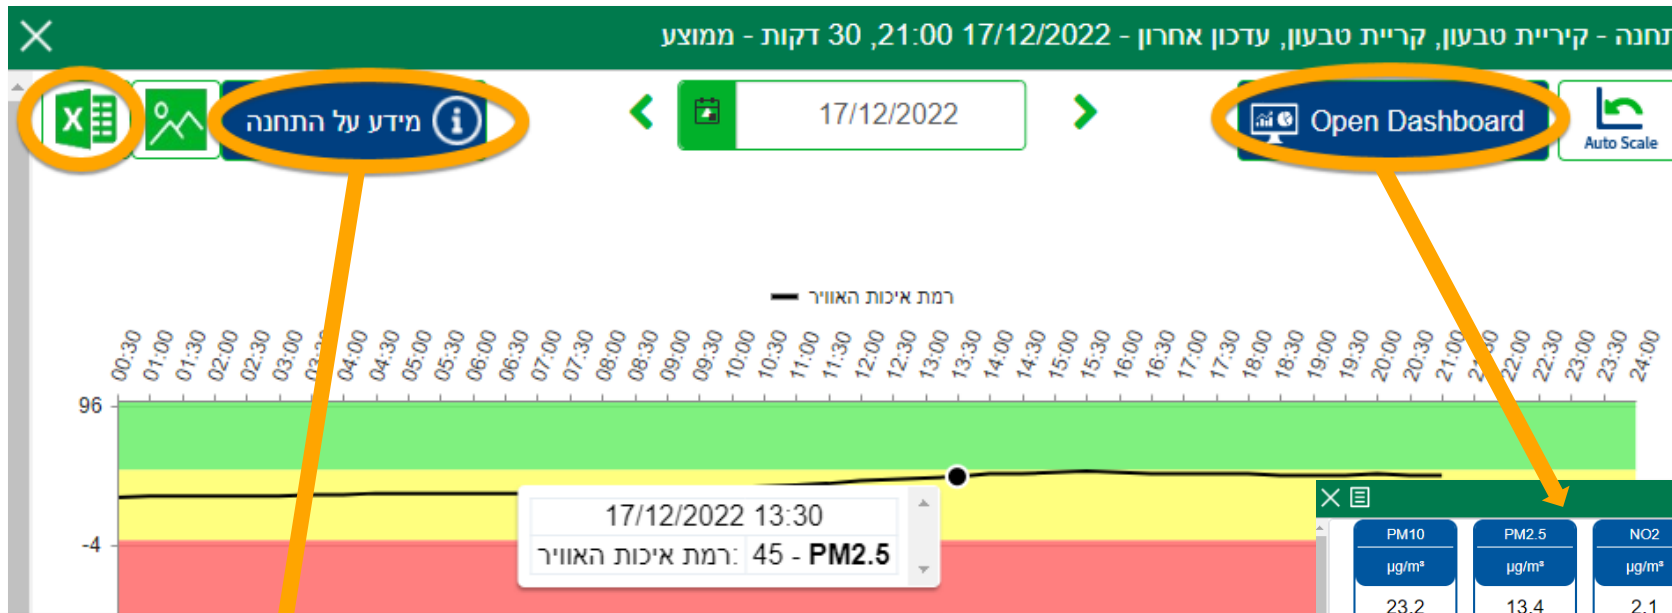 תחנה - קיריית טבעון, קריית טבעון, עדכון אחרון - 17/12/2022 21:00, 30 דקות - ממוצע
מידע על התחנה
17/12/2022
Open Dashboard
Auto Scale
רמת איכות האוויר
00:30 01:00 01:30 02:00 02:30 03:00 04:00 04:30 05:00 05:30 06:00 06:30 07:00 07:30 08:00 08:30 09:00 09:30 10:00 10:30 11:00 11:30 12:00 12:30 13:00 13:30 14:00 14:30 15:00 15:30 16:00 16:30 17:00 17:30 18:00 18:30 19:00 19:30 20:00 20:30 21:00 22:00 22:30 23:00 23:30 24:00
96
-4
17/12/2022 13:30
רמת איכות האוויר: 45 - PM2.5
PM10 PM2.5 NO2
µg/m³ µg/m³ µg/m³
23.2 13.4 2.1